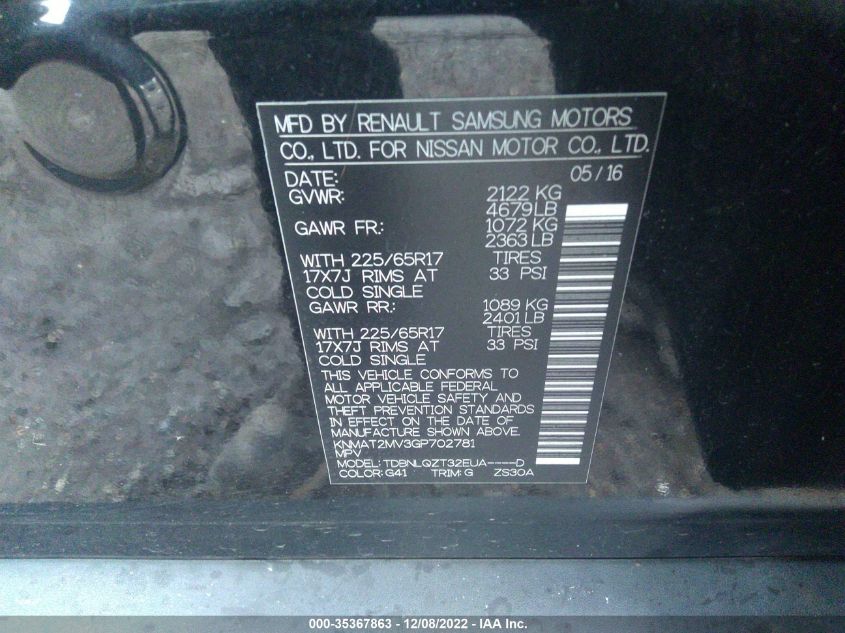 MFD BY RENAULT SAMSUNG MOTORS
CO., LTD. FOR NISSAN MOTOR CO., LTD.
DATE: 05/16
GVWR: 2122 KG
4679 LB
GAWR FR: 1072 KG
2363 LB
WITH 225/65R17 TIRES
17X7J RIMS AT 33 PSI
COLD SINGLE
GAWR RR.: 1089 KG
2401 LB
WITH 225/65R17 TIRES
17X7J RIMS AT 33 PSI
COLD SINGLE
THIS VEHICLE CONFORMS TO
ALL APPLICABLE FEDERAL
MOTOR VEHICLE SAFETY AND
THEFT PREVENTION STANDARDS
IN EFFECT ON THE DATE OF
MANUFACTURE SHOWN ABOVE.
KNMAT2MV3GP702781
MPV
MODEL: TDBNLQZT32EUA----D
COLOR: G41 TRIM: G ZS30A
000-35367863 - 12/08/2022 - IAA Inc.